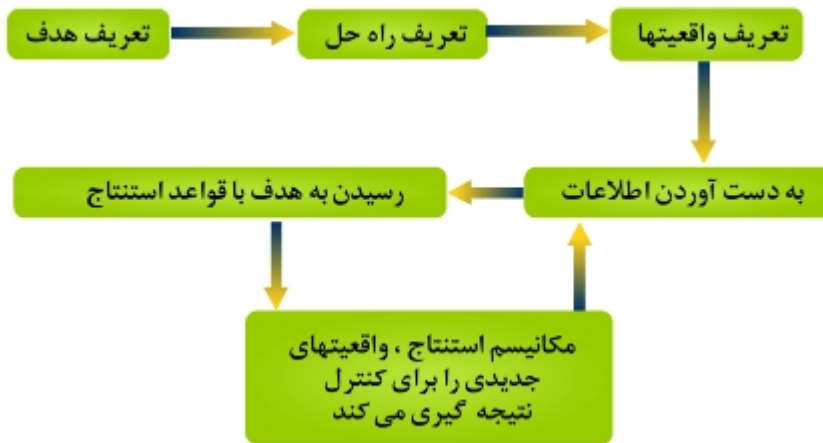 تعریف هدف
تعریف راه حل
تعریف واقعیتها
به دست آوردن اطلاعات
رسیدن به هدف با قواعد استنتاج
مکانیسم استنتاج ، واقعیتهای
جدیدی را برای کنترل
نتیجه گیری می کند